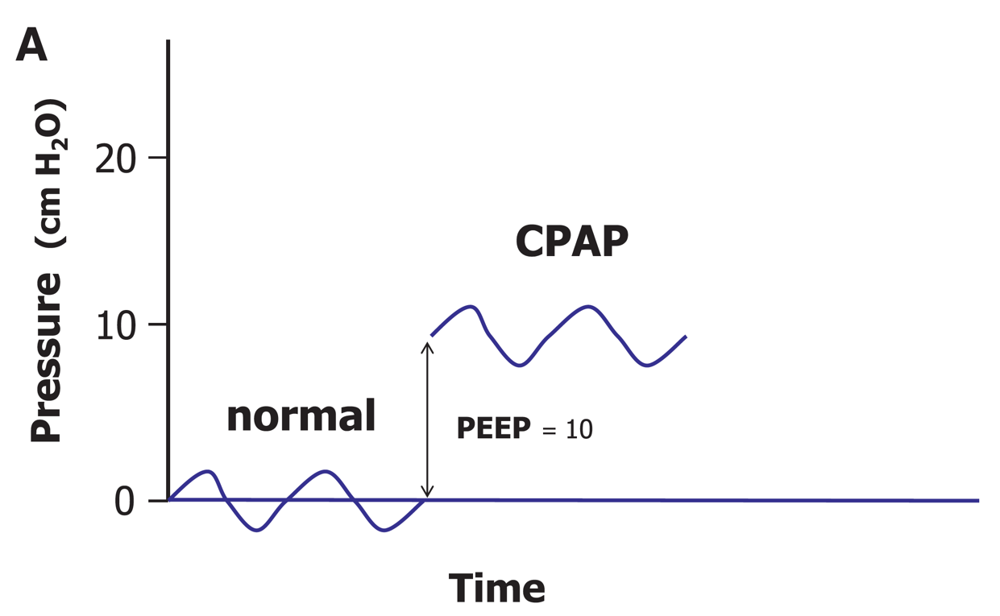 A
Pressure (cm H₂O)
20
10
0
CPAP
normal
PEEP = 10
Time